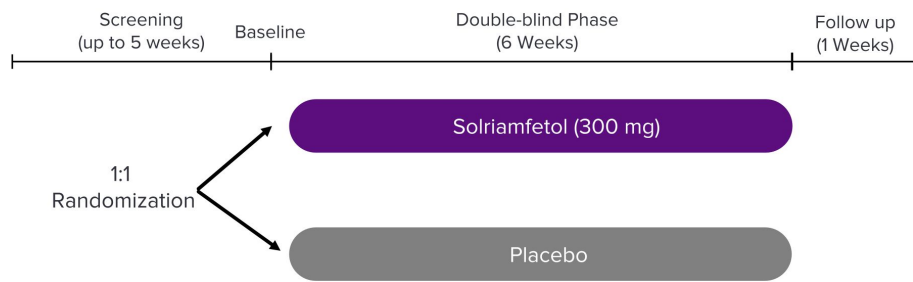 Screening
(up to 5 weeks)
Baseline
Double-blind Phase
(6 Weeks)
Follow up
(1 Weeks)
Solriamfetol (300 mg)
1:1
Randomization
Placebo